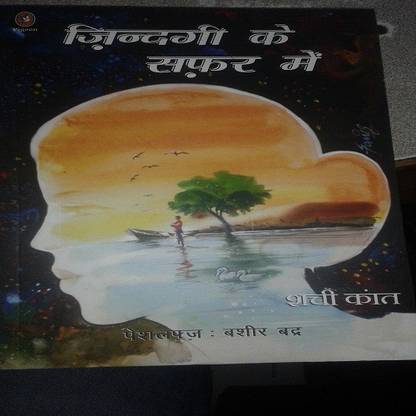 ज़िन्दगी के
सफ़र में
शची कांत
पेशलफ़्ज़ : बशीर बद्र